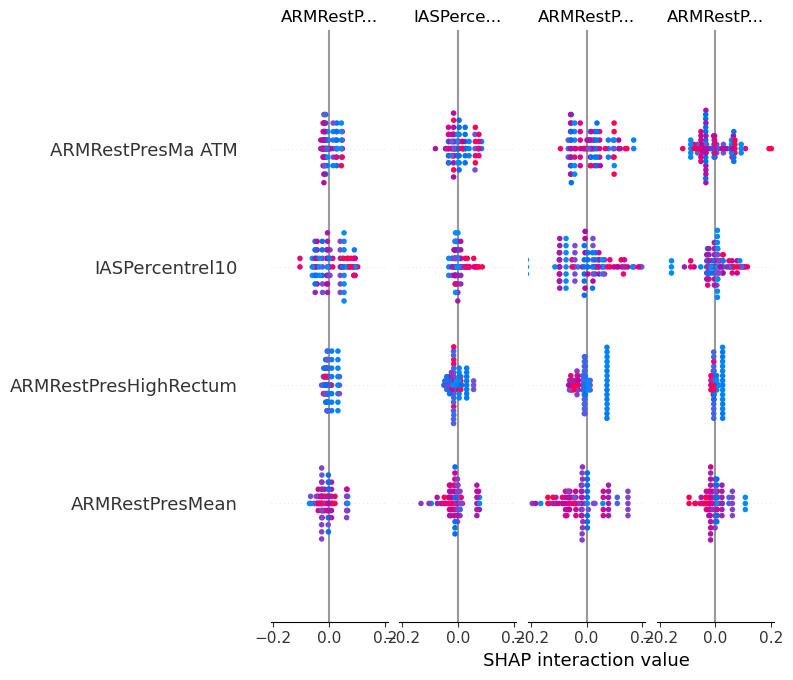 ARMRestP... IASPerce... ARMRestP... ARMRestP...
ARMRestPresMa ATM
IASPercentrel10
ARMRestPresHighRectum
ARMRestPresMean
−0.2 0.0 0.2 −0.2 0.0 0.2 −0.2 0.0 0.2 −0.2 0.0 0.2
SHAP interaction value